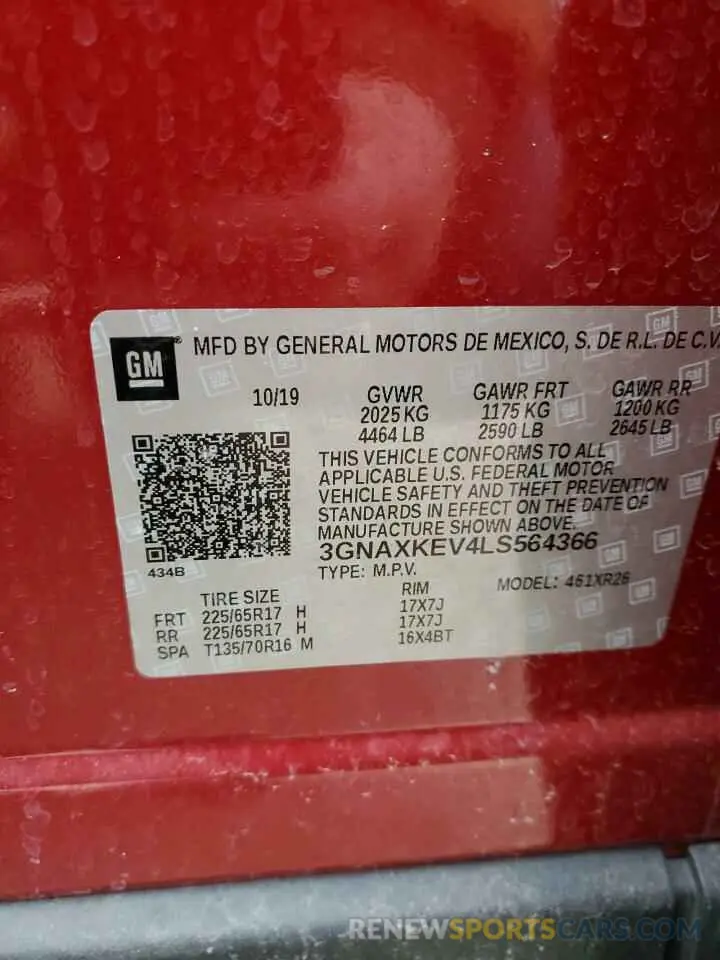 GM
MFD BY GENERAL MOTORS DE MEXICO, S. DE R.L. DE C.V.
10/19 GVWR GAWR FRT GAWR RR
2025 KG 1175 KG 1200 KG
4464 LB 2590 LB 2645 LB
THIS VEHICLE CONFORMS TO ALL
APPLICABLE U.S. FEDERAL MOTOR
VEHICLE SAFETY AND THEFT PREVENTION
STANDARDS IN EFFECT ON THE DATE OF
MANUFACTURE SHOWN ABOVE.
3GNAXKEV4LS564366
434B
TYPE: M.P.V. MODEL: 461XR26
TIRE SIZE RIM
FRT 225/65R17 H 17X7J
RR 225/65R17 H 17X7J
SPA T135/70R16 M 16X4BT
RENEWSPORTSCARS.COM